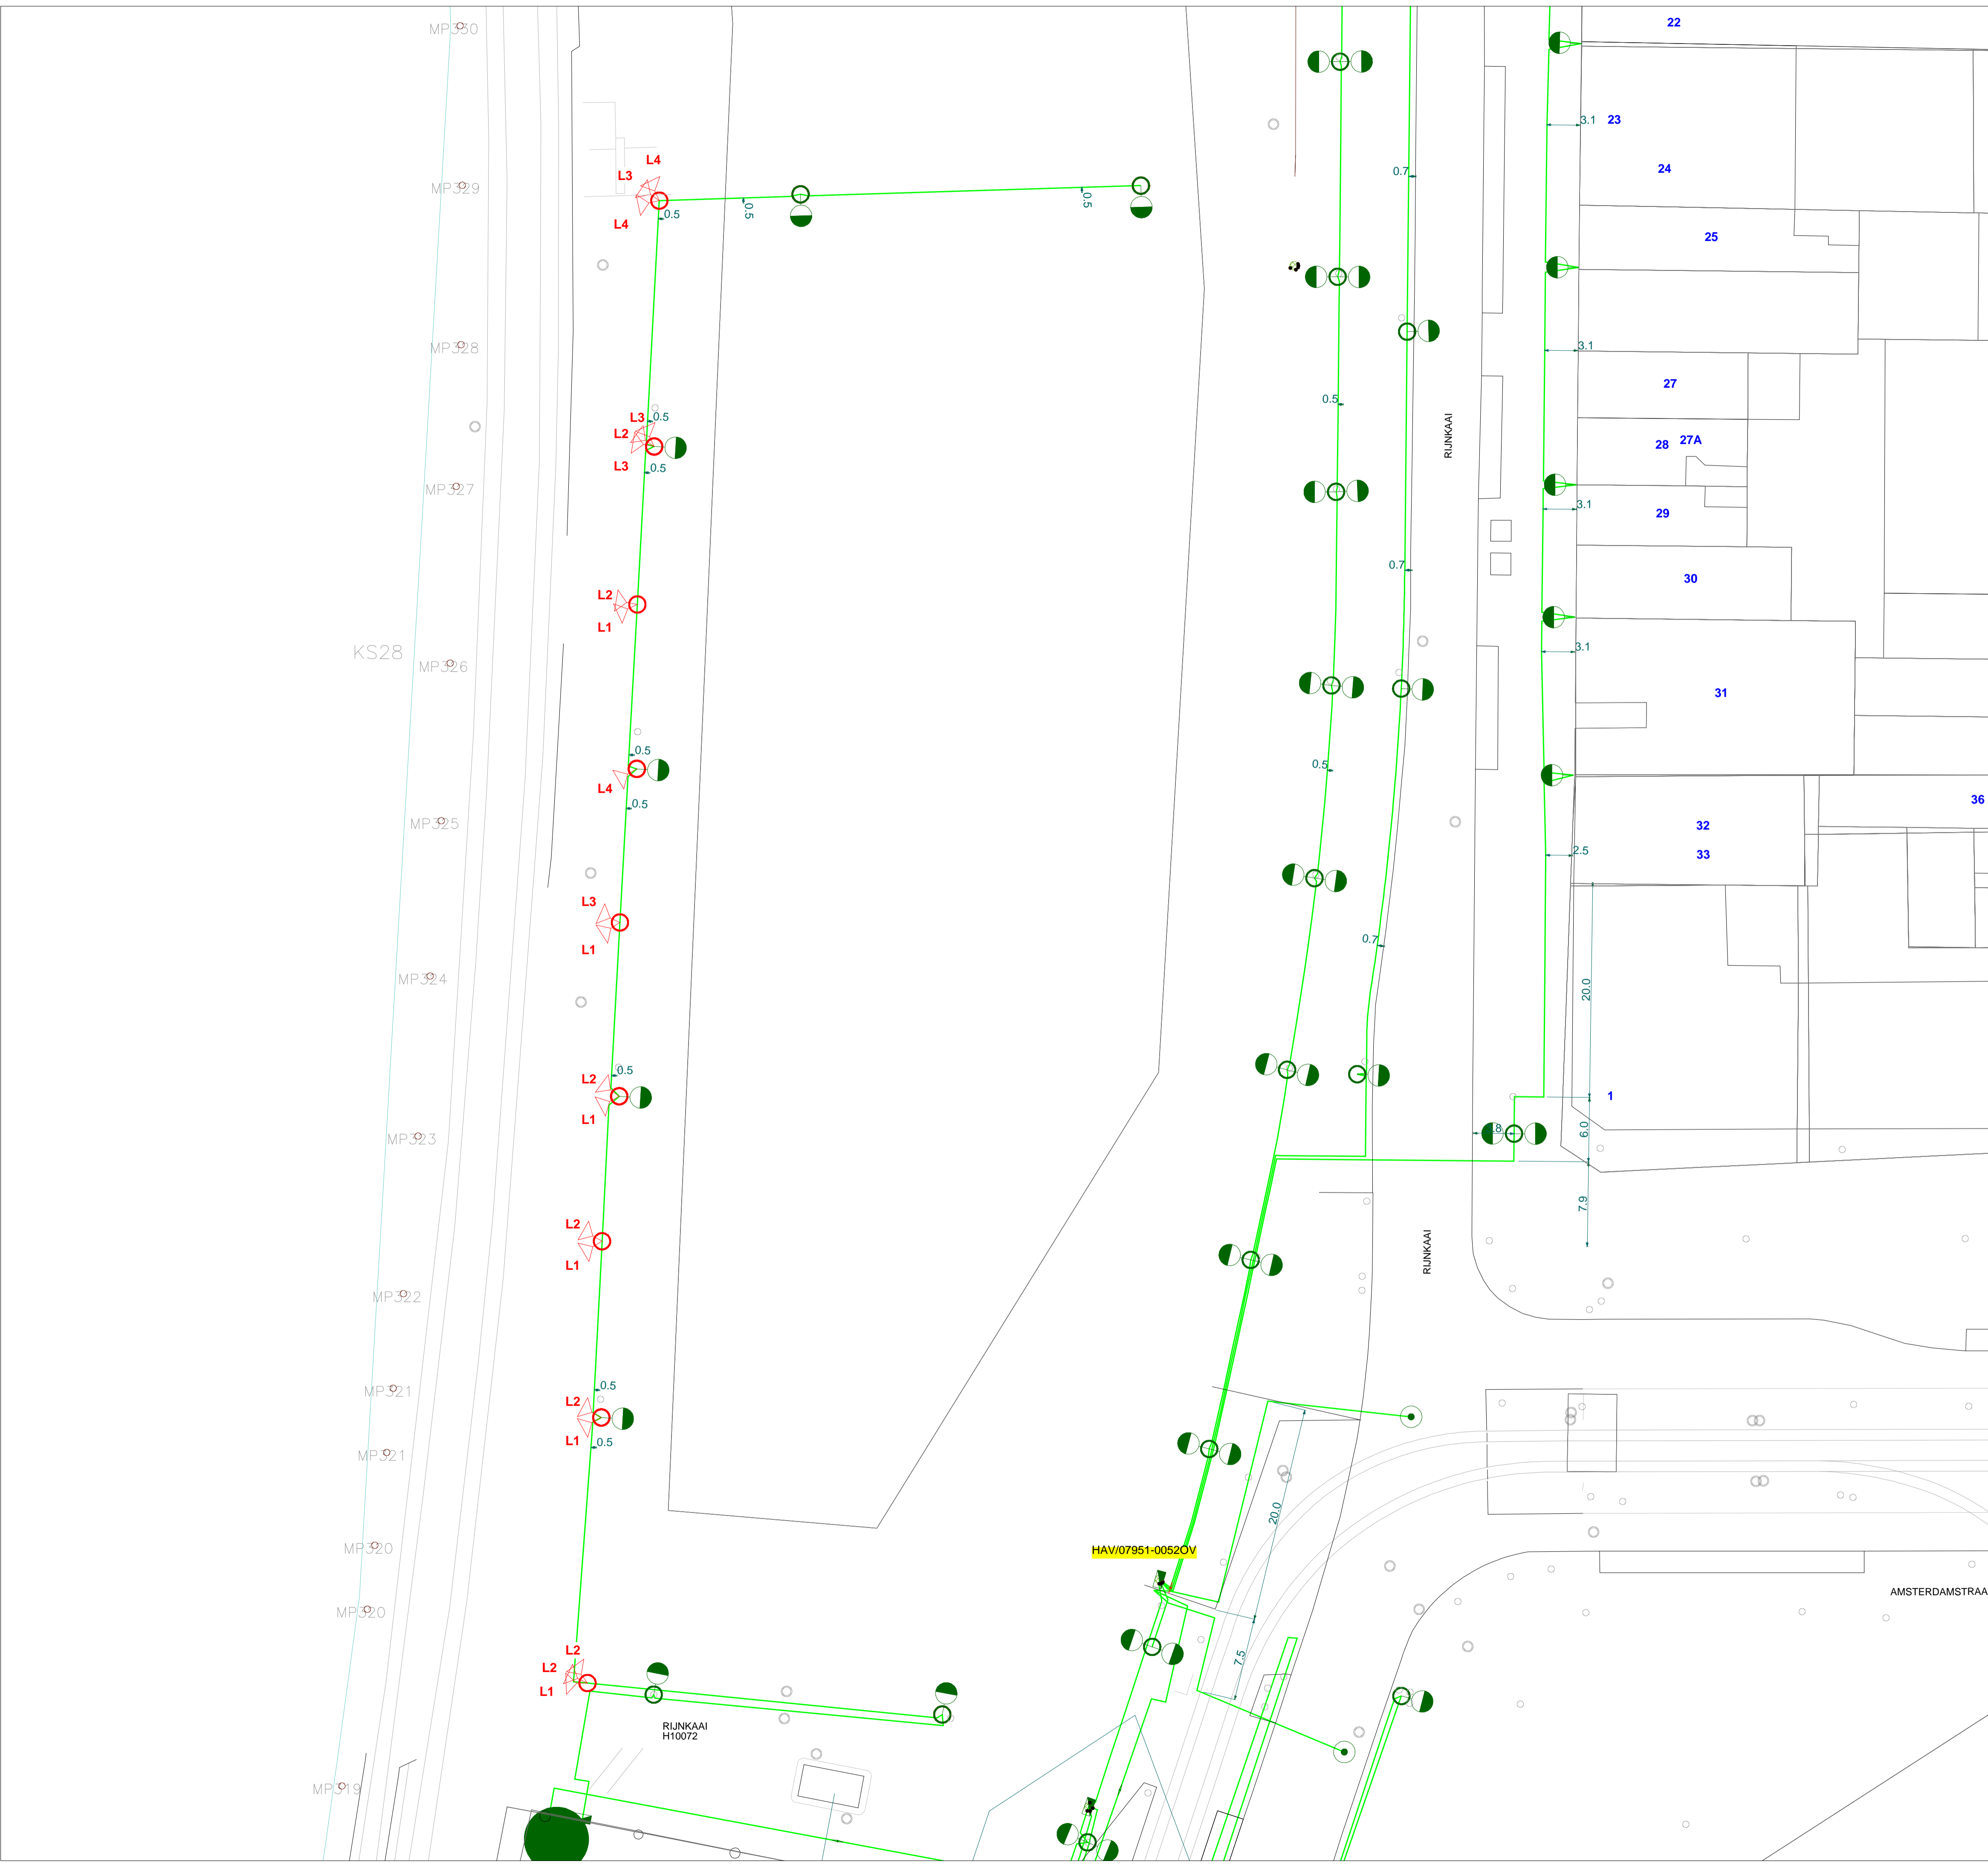 MP330
22
3.1
23
L4
L3
24
0.7
MP329
0.5
0.5
0.5
L4
25
MP328
3.1
27
0.5
L3
0.5
L2
RIJNKAAI
28
27A
L3
0.5
MP327
3.1
29
0.7
30
L2
L1
KS28
MP326
3.1
31
0.5
0.5
L4
0.5
36
MP325
32
2.5
33
L3
0.7
L1
MP324
20.0
0.5
L2
1
L1
MP323
6.0
7.9
L2
RIJNKAAI
L1
MP322
MP321
0.5
L2
L1
0.5
MP321
20.0
MP320
HAV/07951-0052OV
AMSTERDAMSTRAA
MP320
L2
7.5
L2
L1
RIJNKAAI
H10072
MP319